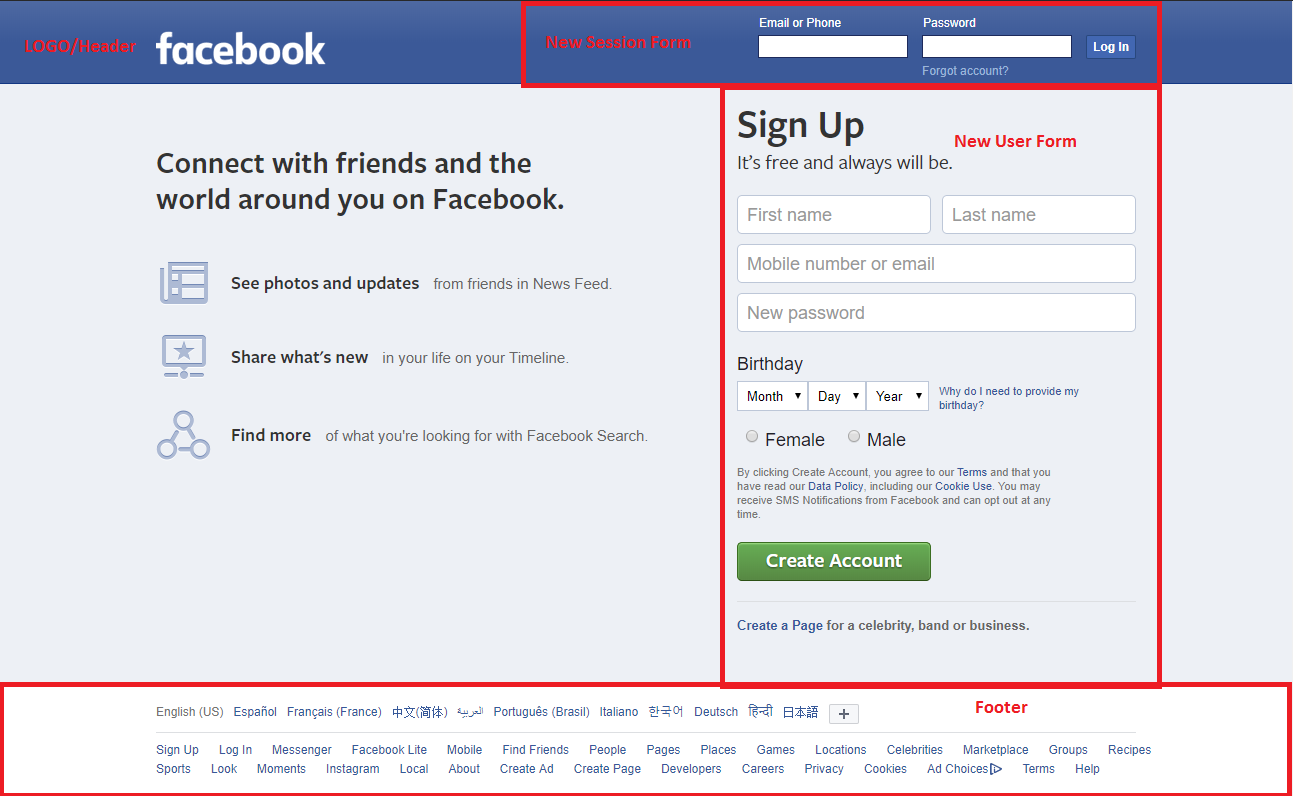 LOGO/Header
facebook
New Session Form
Email or Phone
Password
Log In
Forgot account?
Connect with friends and the
world around you on Facebook.
See photos and updates from friends in News Feed.
Share what's new in your life on your Timeline.
Find more of what you're looking for with Facebook Search.
Sign Up
New User Form
It's free and always will be.
First name
Last name
Mobile number or email
New password
Birthday
Month
Day
Year
Why do I need to provide my
birthday?
Female
Male
By clicking Create Account, you agree to our Terms and that you
have read our Data Policy, including our Cookie Use. You may
receive SMS Notifications from Facebook and can opt out at any
time.
Create Account
Create a Page for a celebrity, band or business.
Footer
English (US) Español Français (France) 中文(简体) العربية Português (Brasil) Italiano 한국어 Deutsch हिन्दी 日本語 +
Sign Up Log In Messenger Facebook Lite Mobile Find Friends People Pages Places Games Locations Celebrities Marketplace Groups Recipes
Sports Look Moments Instagram Local About Create Ad Create Page Developers Careers Privacy Cookies Ad Choices Terms Help